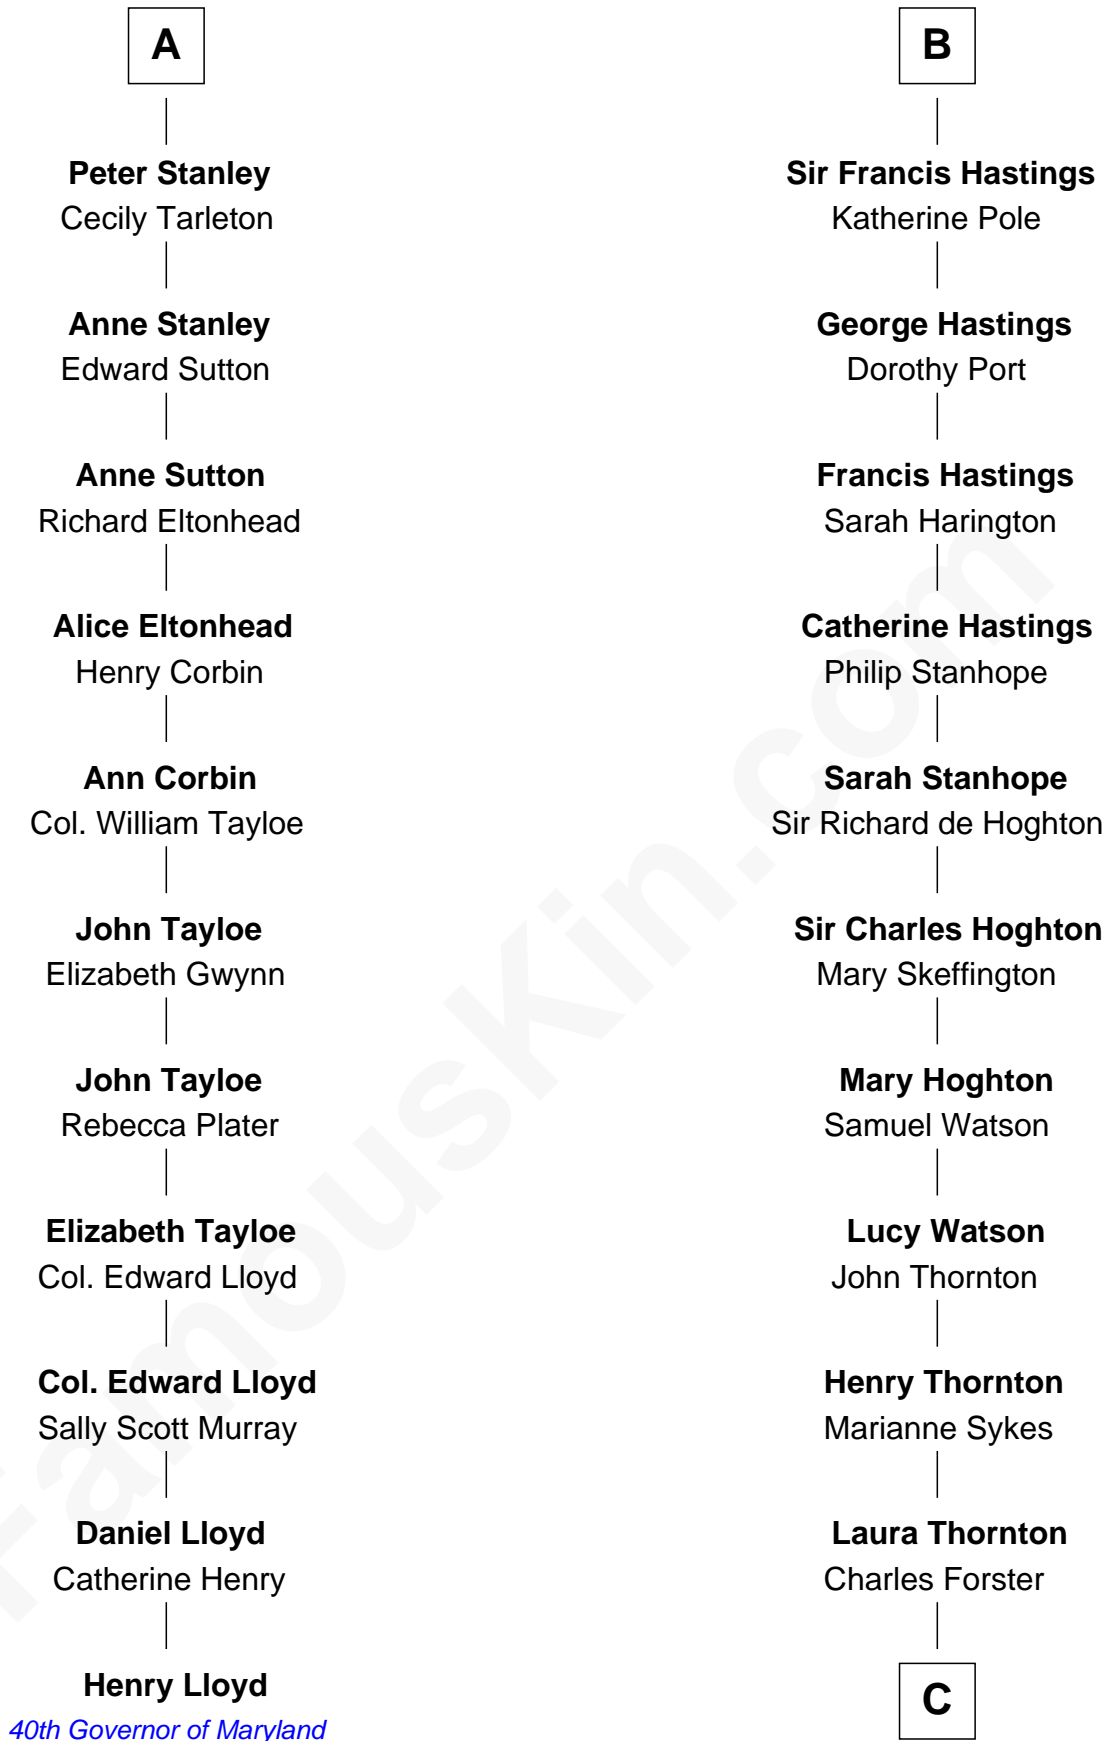 A
Peter Stanley
Cecily Tarleton
Anne Stanley
Edward Sutton
Anne Sutton
Richard Eltonhead
Alice Eltonhead
Henry Corbin
Ann Corbin
Col. William Tayloe
John Tayloe
Elizabeth Gwynn
John Tayloe
Rebecca Plater
Elizabeth Tayloe
Col. Edward Lloyd
Col. Edward Lloyd
Sally Scott Murray
Daniel Lloyd
Catherine Henry
Henry Lloyd
40th Governor of Maryland
B
Sir Francis Hastings
Katherine Pole
George Hastings
Dorothy Port
Francis Hastings
Sarah Harington
Catherine Hastings
Philip Stanhope
Sarah Stanhope
Sir Richard de Hoghton
Sir Charles Hoghton
Mary Skeffington
Mary Hoghton
Samuel Watson
Lucy Watson
John Thornton
Henry Thornton
Marianne Sykes
Laura Thornton
Charles Forster
C
FamousKin.com